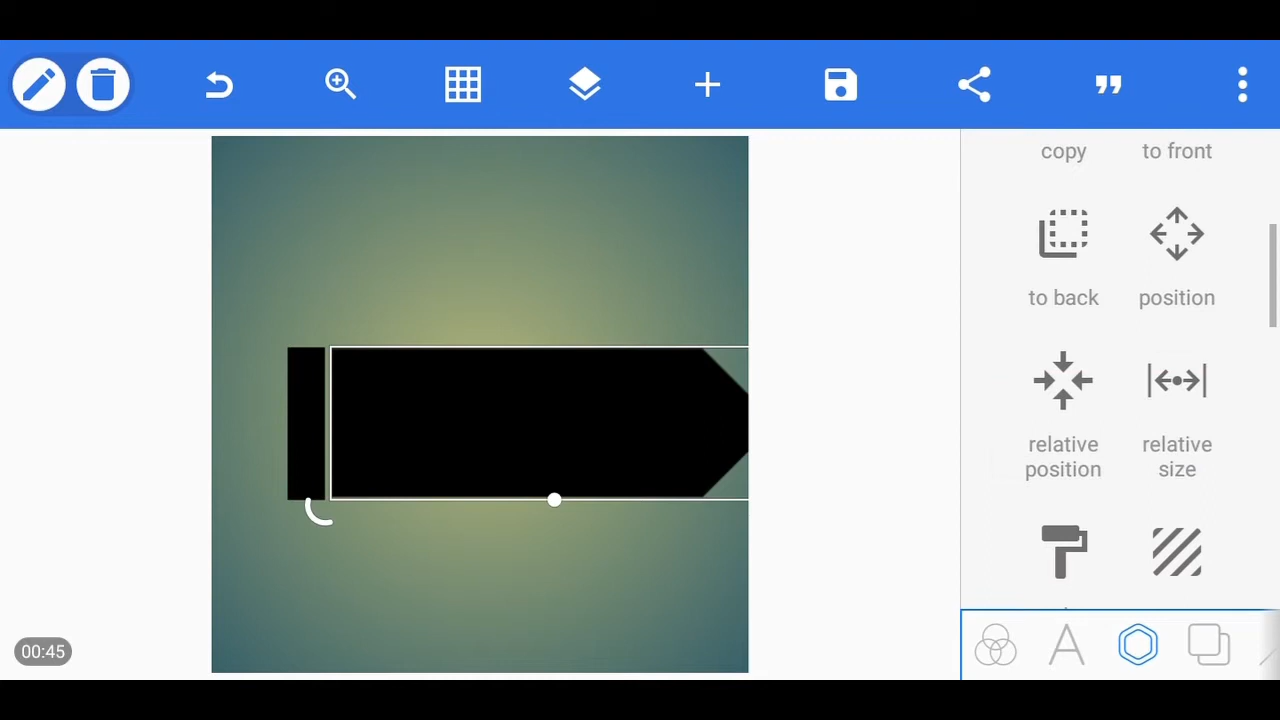 copy to front
to back position
relative position relative size
00:45